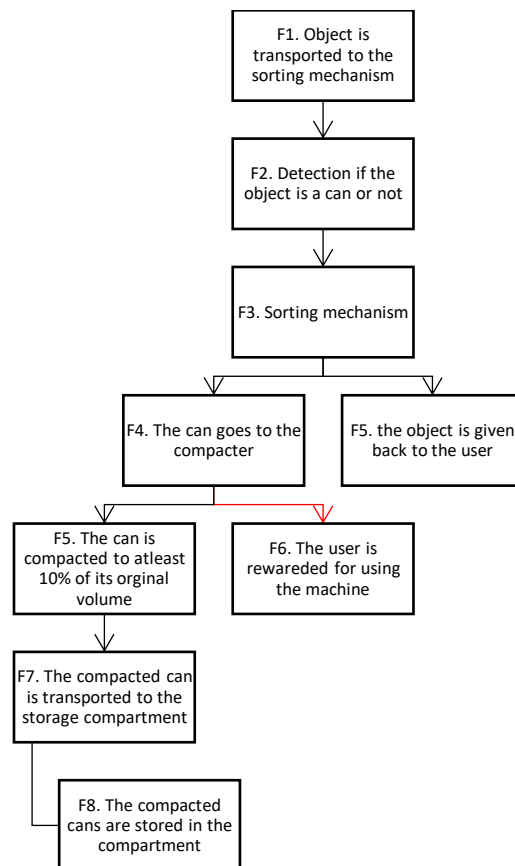 F1. Object is
transported to the
sorting mechanism
F2. Detection if the
object is a can or not
F3. Sorting mechanism
F4. The can goes to the
compacter
F5. the object is given
back to the user
F5. The can is
compacted to atleast
10% of its orginal
volume
F6. The user is
rewareded for using
the machine
F7. The compacted can
is transported to the
storage compartment
F8. The compacted
cans are stored in the
compartment